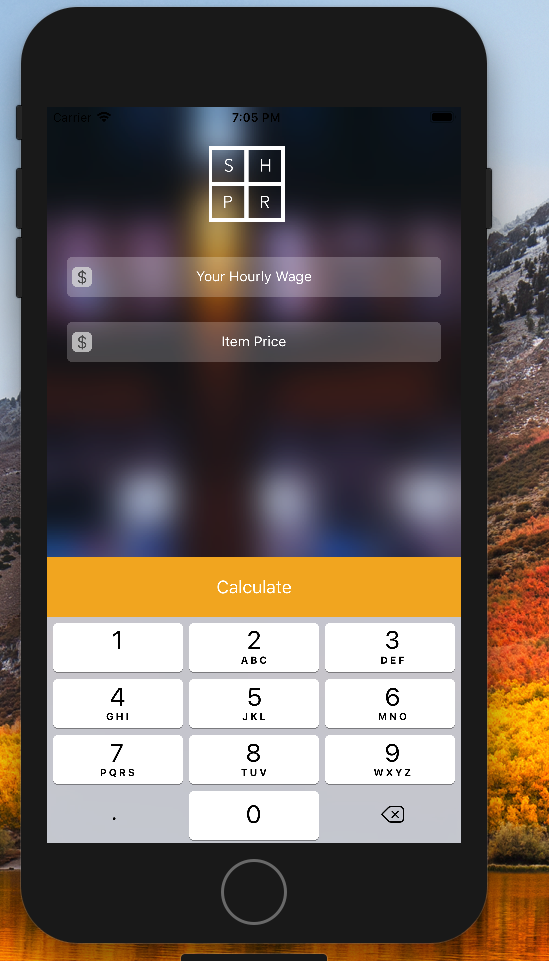 Carrier 7:05 PM
S H
P R
$ Your Hourly Wage
$ Item Price
Calculate
1 2 3
ABC DEF
4 5 6
GHI JKL MNO
7 8 9
PQRS TUV WXYZ
. 0